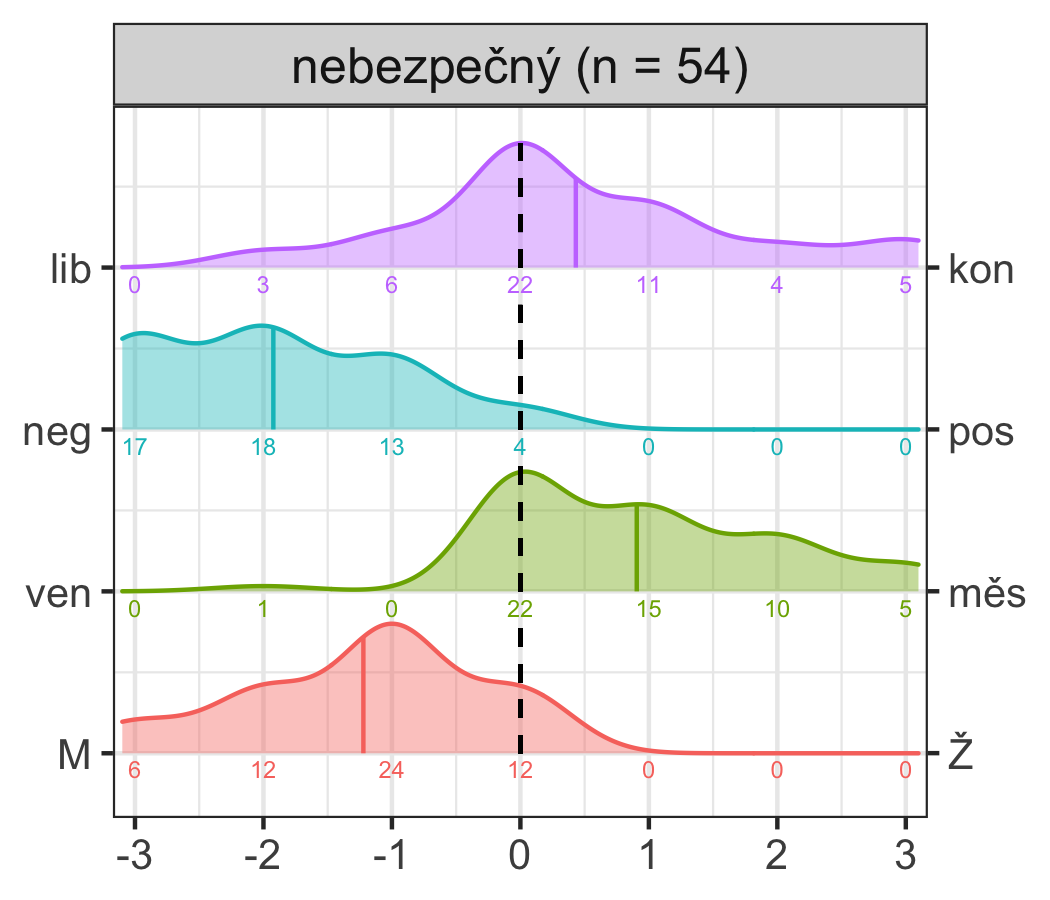 nebezpečný (n = 54)
lib kon
0 3 6 22 11 4 5
neg pos
17 18 13 4 0 0 0
ven měs
0 1 0 22 15 10 5
M Ž
6 12 24 12 0 0 0
-3 -2 -1 0 1 2 3